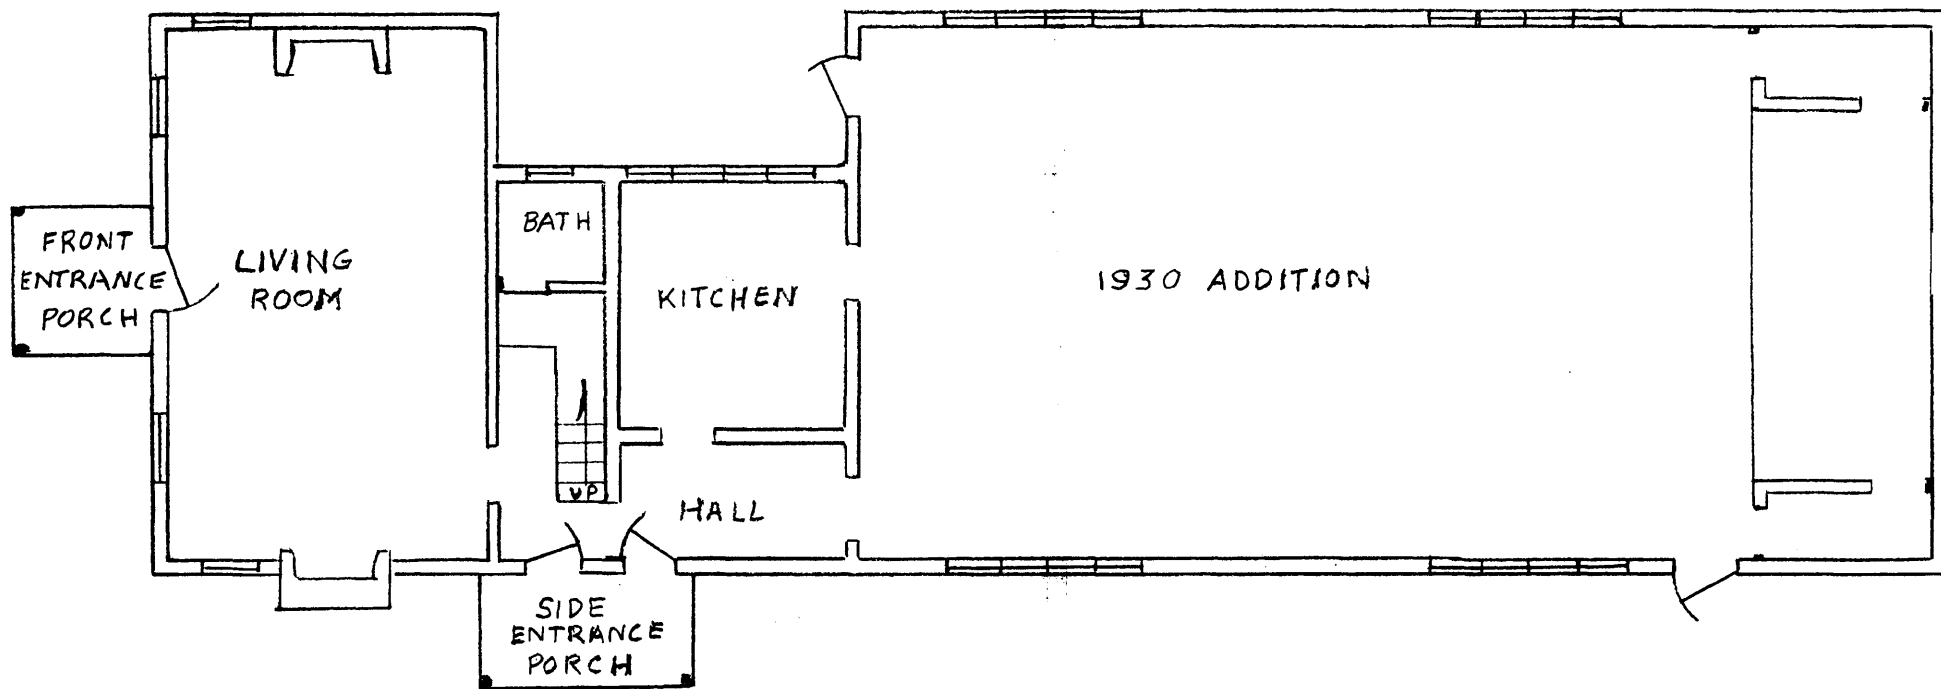 FRONT
ENTRANCE
PORCH
LIVING
ROOM
BATH
KITCHEN
UP
HALL
SIDE
ENTRANCE
PORCH
1930 ADDITION